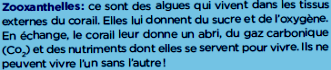 Zooxanthelles: ce sont des algues qui vivent dans les tissus
externes du corail. Elles lui donnent du sucre et de l'oxygène.
En échange, le corail leur donne un abri, du gaz carbonique
(Co₂) et des nutriments dont elles se servent pour vivre. Ils ne
peuvent vivre l'un sans l'autre!